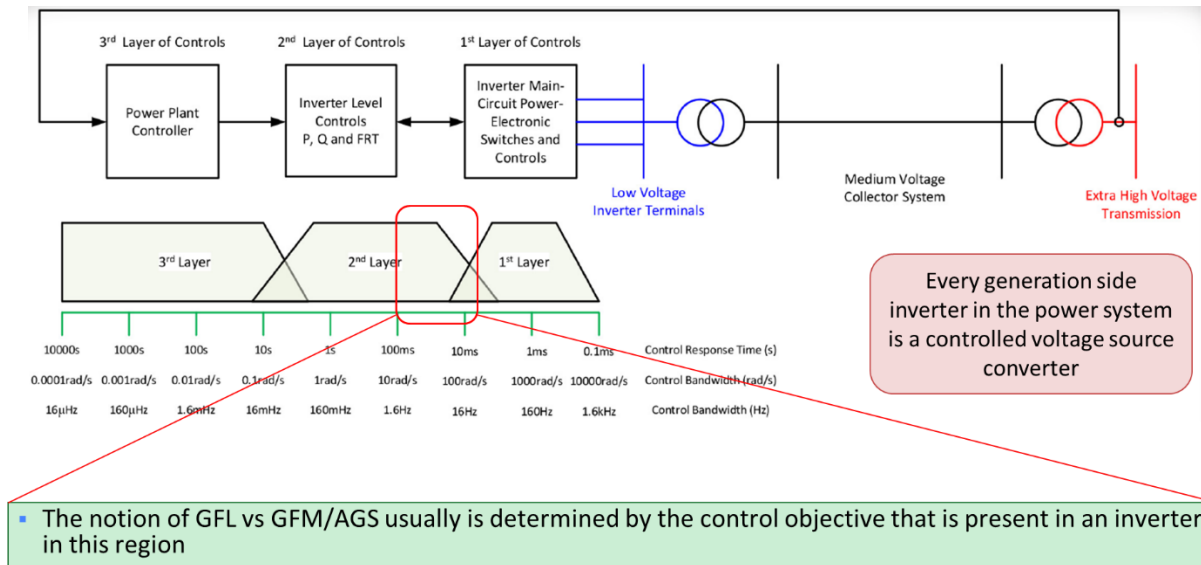 3rd Layer of Controls
2nd Layer of Controls
1st Layer of Controls
Power Plant
Controller
Inverter Level
Controls
P, Q and FRT
Inverter Main-
Circuit Power-
Electronic
Switches and
Controls
Low Voltage
Inverter Terminals
Medium Voltage
Collector System
Extra High Voltage
Transmission
3rd Layer
2nd Layer
1st Layer
10000s 1000s 100s 10s 1s 100ms 10ms 1ms 0.1ms Control Response Time (s)
0.0001rad/s 0.001rad/s 0.01rad/s 0.1rad/s 1rad/s 10rad/s 100rad/s 1000rad/s 10000rad/s Control Bandwidth (rad/s)
16μHz 160μHz 1.6mHz 16mHz 160mHz 1.6Hz 16Hz 160Hz 1.6kHz Control Bandwidth (Hz)
Every generation side
inverter in the power system
is a controlled voltage source
converter
▪ The notion of GFL vs GFM/AGS usually is determined by the control objective that is present in an inverter
in this region